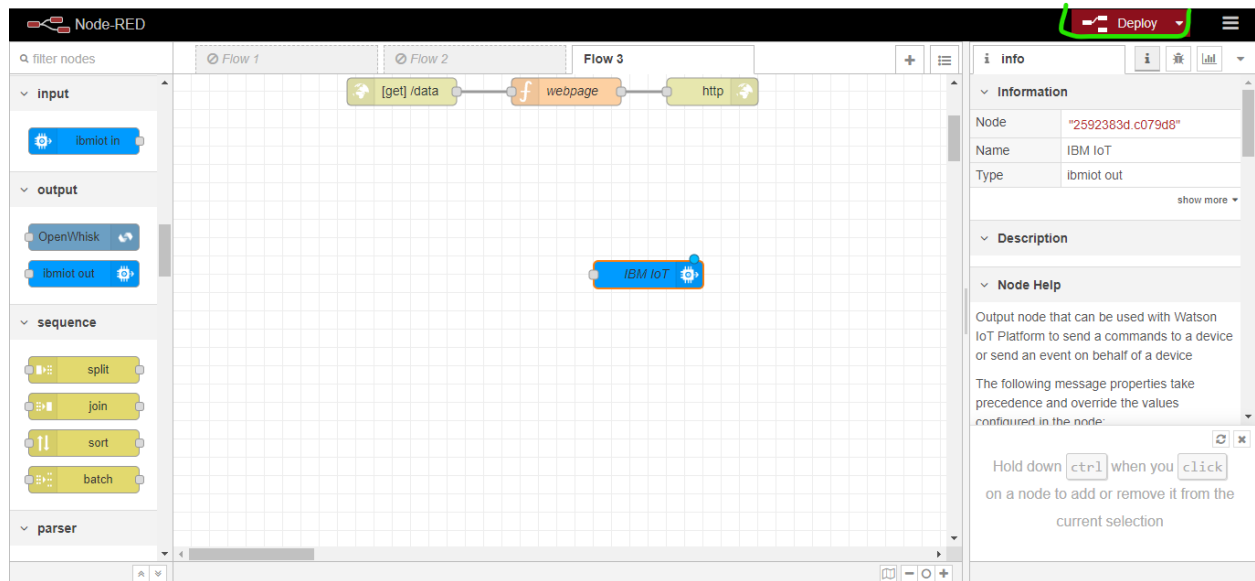 Node-RED
Deploy
filter nodes
Flow 1
Flow 2
Flow 3
i info
i
input
ibmiot in
output
OpenWhisk
ibmiot out
sequence
split
join
sort
batch
parser
[get] /data
f
webpage
http
IBM IoT
Information
Node
"2592383d.c079d8"
Name
IBM IoT
Type
ibmiot out
show more
Description
Node Help
Output node that can be used with Watson
IoT Platform to send a commands to a device
or send an event on behalf of a device
The following message properties take
precedence and override the values
configured in the node:
Hold down ctrl when you click
on a node to add or remove it from the
current selection